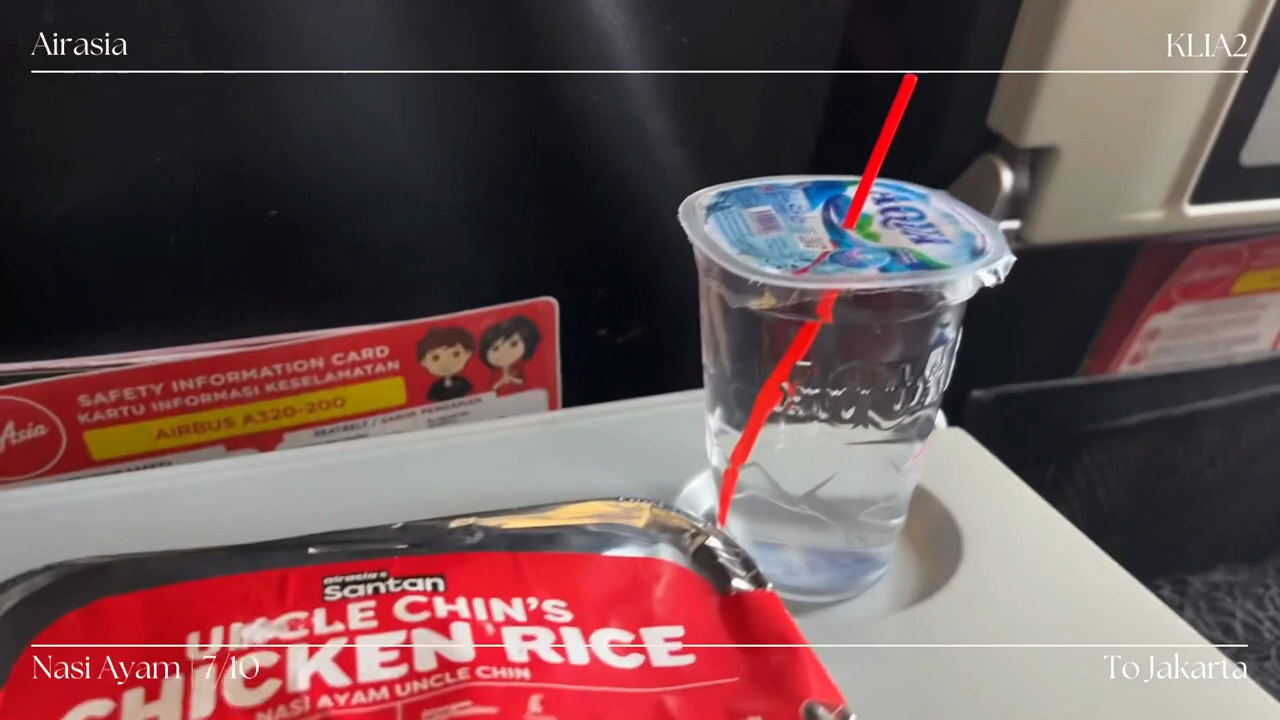 Airasia
KLIA2
AQUA
SAFETY INFORMATION CARD
KARTU INFORMASI KESELAMATAN
AIRBUS A320-200
Asia
airasia's
Santan
UNCLE CHIN'S
CHICKEN RICE
NASI AYAM UNCLE CHIN
Nasi Ayam | 7/10
To Jakarta